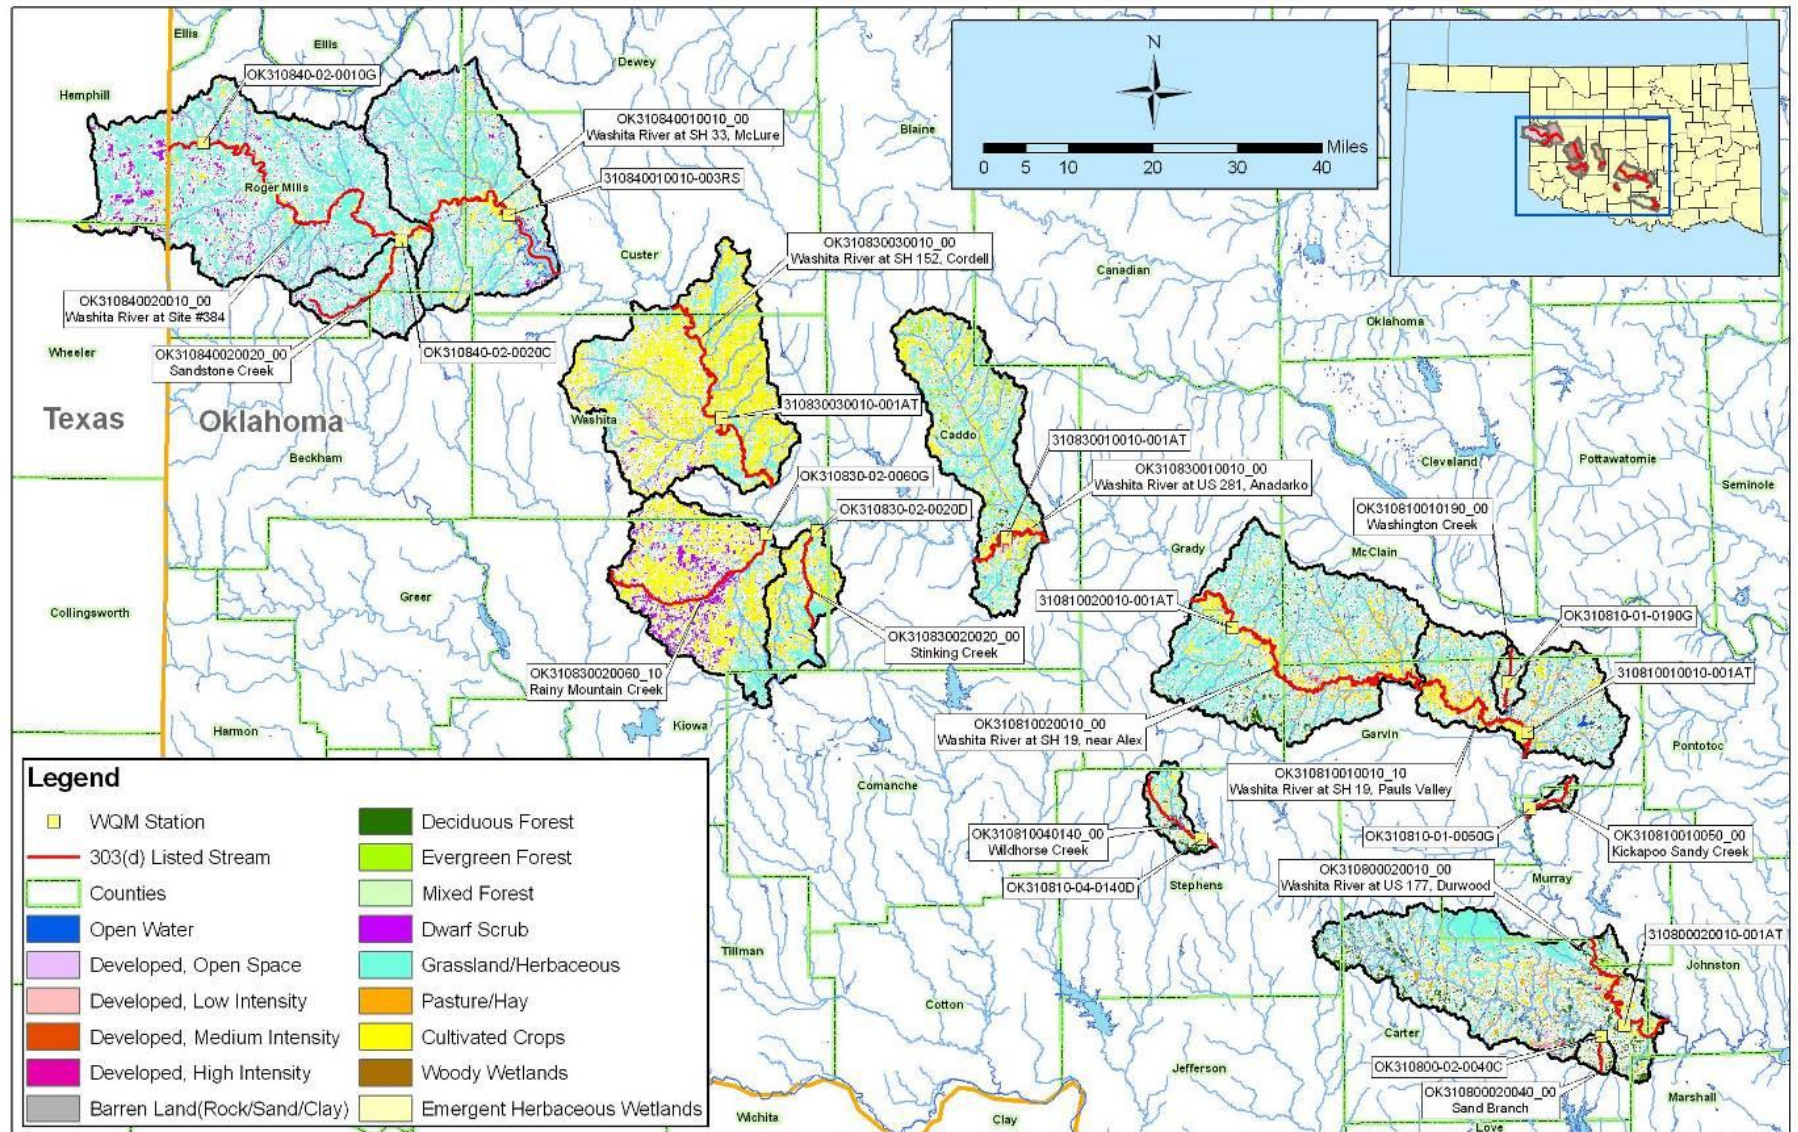 Ellis
Ellis
Dewey
Hemphill
OK310840-02-0010G
OK310840010010_00
Washita River at SH 33, McLure
310840010010-003RS
Roger Mills
Blaine
N
Miles
0 5 10 20 30 40
Custer
OK310830030010_00
Washita River at SH 152, Cordell
Canadian
OK310840020010_00
Washita River at Site #384
Oklahoma
Wheeler
OK310840020020_00
Sandstone Creek
OK310840-02-0020C
Texas
Oklahoma
Washita
310830030010-001AT
Caddo
310830010010-001AT
Beckham
OK310830-02-0060G
OK310830010010_00
Washita River at US 281, Anadarko
Cleveland
Pottawatomie
Seminole
OK310830-02-0020D
OK310810010190_00
Washington Creek
Grady
McClain
Collingsworth
Greer
310810020010-001AT
OK310810-01-0190G
OK310830020020_00
Stinking Creek
OK310830020060_10
Rainy Mountain Creek
310810010010-001AT
Harmon
Kiowa
OK310810020010_00
Washita River at SH 19, near Alex
Garvin
Pontotoc
OK310810010010_10
Washita River at SH 19, Pauls Valley
Comanche
OK310810040140_00
Wildhorse Creek
OK310810-01-0050G
OK310810010050_00
Kickapoo Sandy Creek
OK310810-04-0140D
Stephens
OK310800020010_00
Washita River at US 177, Durwood
Murray
310800020010-001AT
Tillman
Johnston
Cotton
Carter
OK310800-02-0040C
Jefferson
OK310800020040_00
Sand Branch
Marshall
Wichita
Clay
Love
Legend
WQM Station
303(d) Listed Stream
Counties
Open Water
Developed, Open Space
Developed, Low Intensity
Developed, Medium Intensity
Developed, High Intensity
Barren Land(Rock/Sand/Clay)
Deciduous Forest
Evergreen Forest
Mixed Forest
Dwarf Scrub
Grassland/Herbaceous
Pasture/Hay
Cultivated Crops
Woody Wetlands
Emergent Herbaceous Wetlands